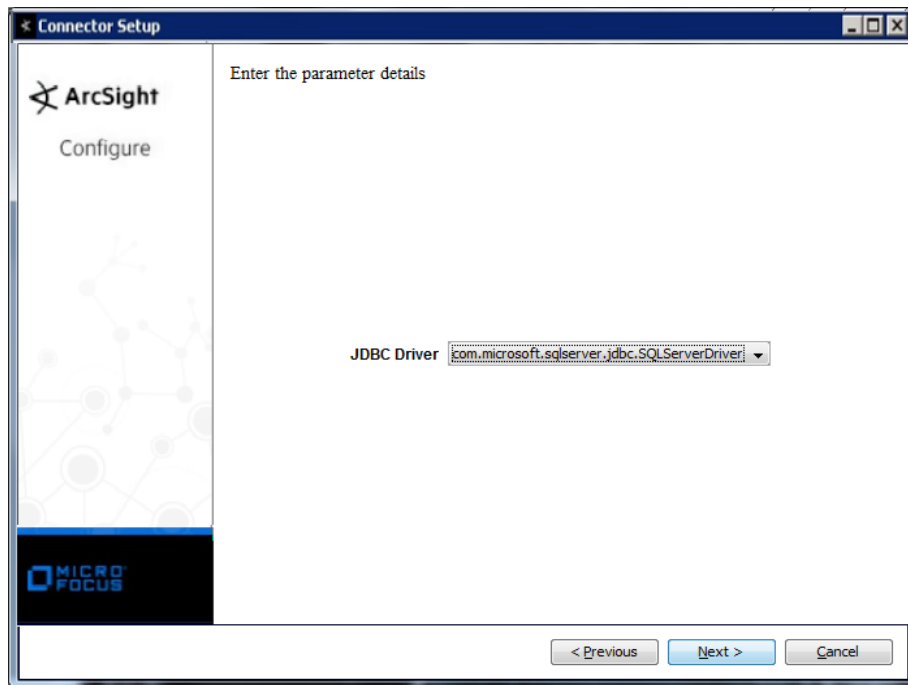 Connector Setup
ArcSight
Configure
Enter the parameter details
JDBC Driver com.microsoft.sqlserver.jdbc.SQLServerDriver
MICRO
FOCUS
< Previous Next > Cancel